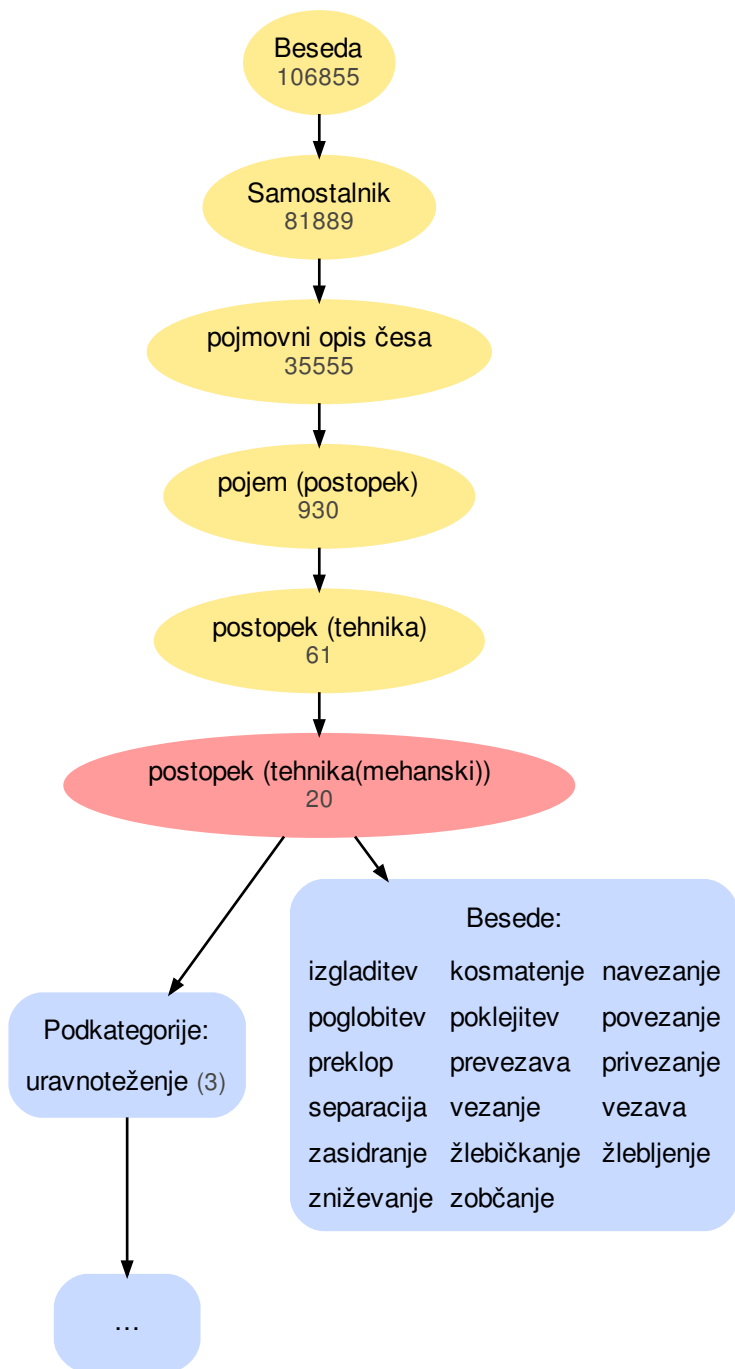 Beseda
106855
Samostalnik
81889
pojmovni opis česa
35555
pojem (postopek)
930
postopek (tehnika)
61
postopek (tehnika(mehanski))
20
Besede:
izgladitev kosmatenje navezanje
poglobitev poklejitev povezanje
preklop prevezava privezanje
separacija vezanje vezava
zasidranje žlebičkanje žlebljenje
zniževanje zobčanje
Podkategorije:
uravnoteženje (3)
...